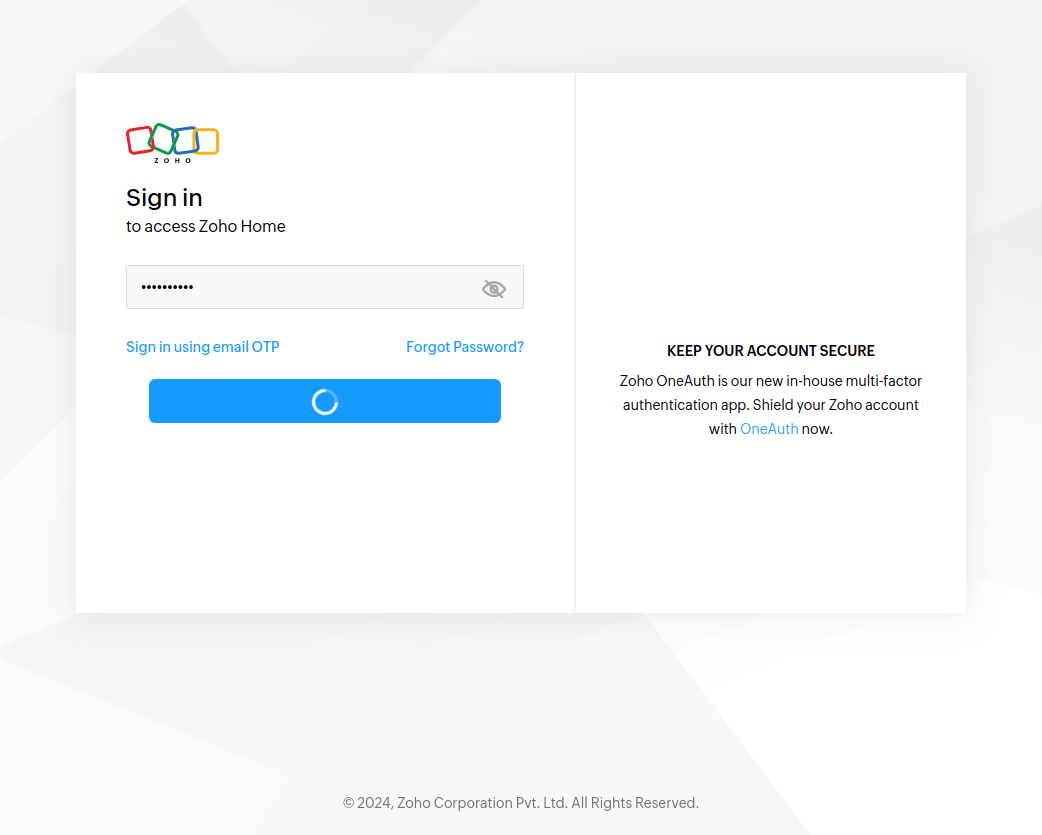 ZOHO
Sign in
to access Zoho Home
••••••••••
Sign in using email OTP
Forgot Password?
KEEP YOUR ACCOUNT SECURE
Zoho OneAuth is our new in-house multi-factor
authentication app. Shield your Zoho account
with OneAuth now.
© 2024, Zoho Corporation Pvt. Ltd. All Rights Reserved.